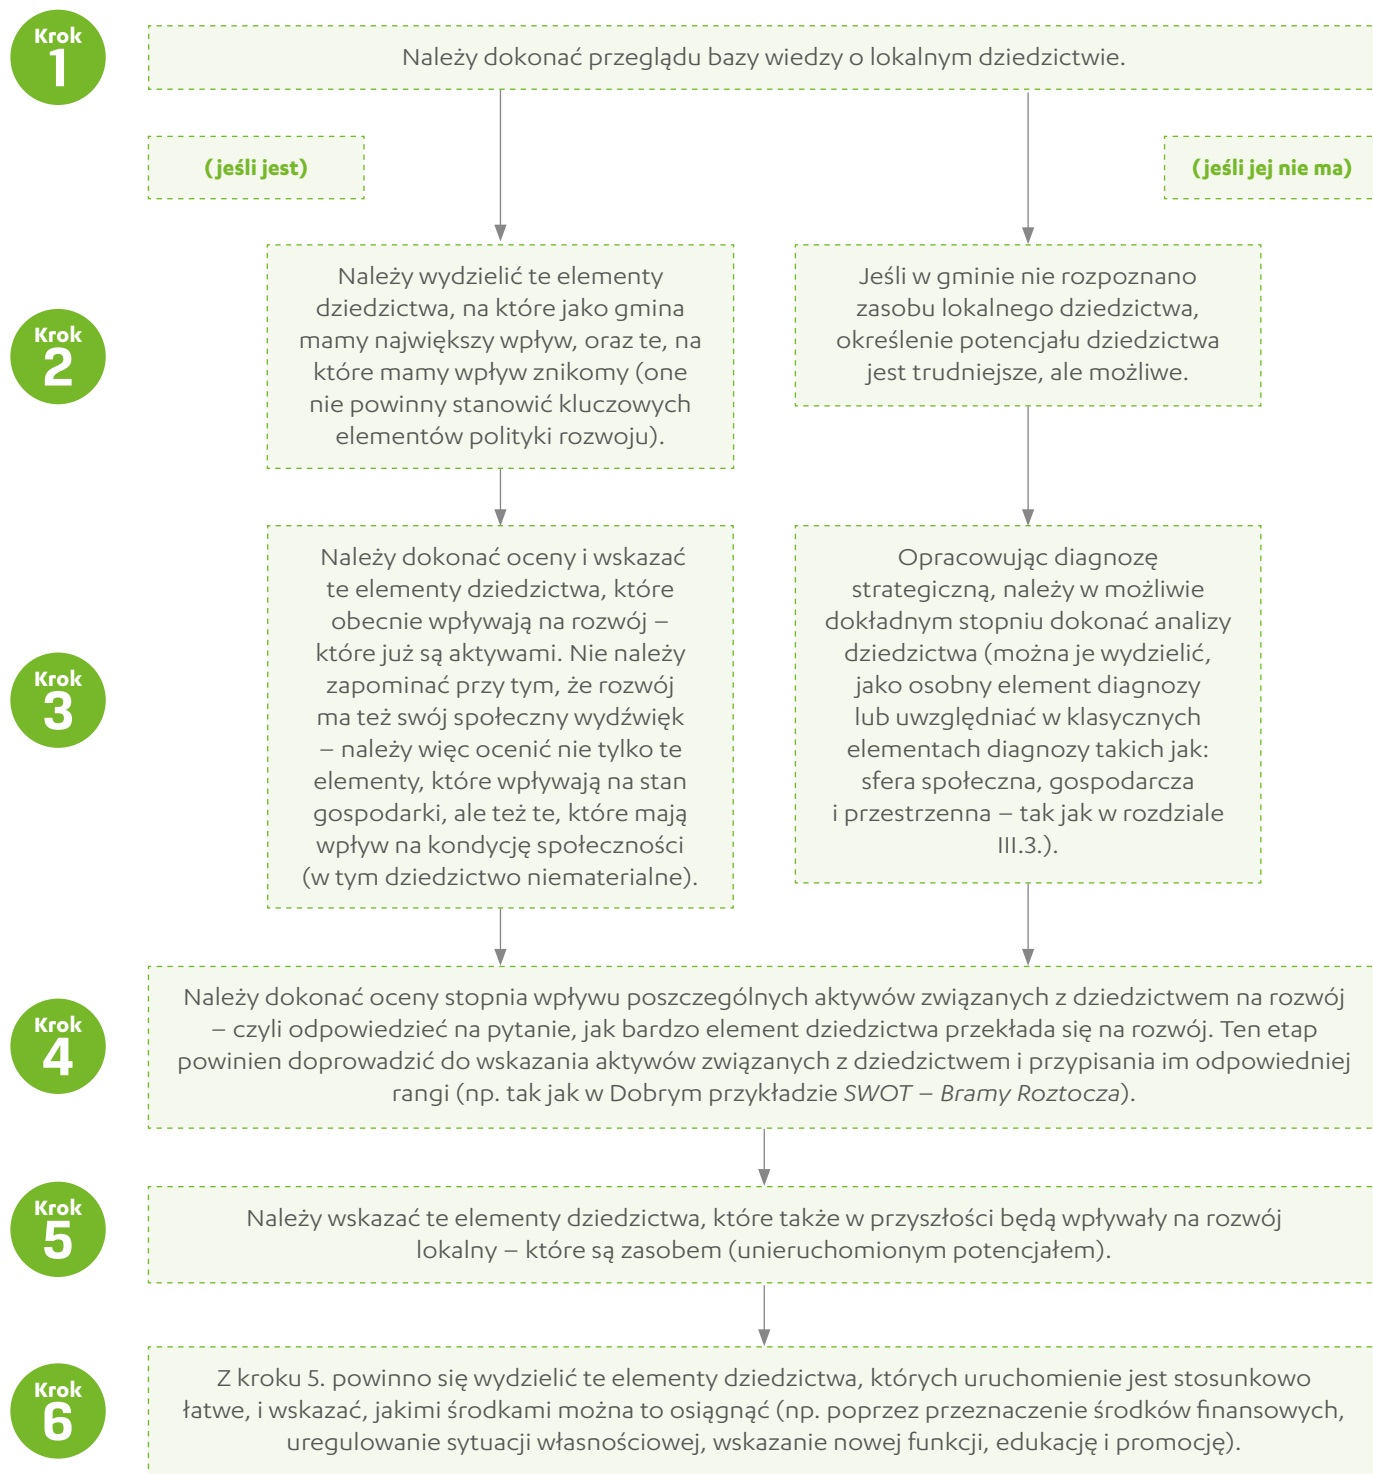 Krok
1
Należy dokonać przeglądu bazy wiedzy o lokalnym dziedzictwie.
(jeśli jest)
(jeśli jej nie ma)
Krok
2
Należy wydzielić te elementy
dziedzictwa, na które jako gmina
mamy największy wpływ, oraz te, na
które mamy wpływ znikomy (one
nie powinny stanowić kluczowych
elementów polityki rozwoju).
Jeśli w gminie nie rozpoznano
zasobu lokalnego dziedzictwa,
określenie potencjału dziedzictwa
jest trudniejsze, ale możliwe.
Krok
3
Należy dokonać oceny i wskazać
te elementy dziedzictwa, które
obecnie wpływają na rozwój –
które już są aktywami. Nie należy
zapominać przy tym, że rozwój
ma też swój społeczny wydźwięk
– należy więc ocenić nie tylko te
elementy, które wpływają na stan
gospodarki, ale też te, które mają
wpływ na kondycję społeczności
(w tym dziedzictwo niematerialne).
Opracowując diagnozę
strategiczną, należy w możliwie
dokładnym stopniu dokonać analizy
dziedzictwa (można je wydzielić,
jako osobny element diagnozy
lub uwzględniać w klasycznych
elementach diagnozy takich jak:
sfera społeczna, gospodarcza
i przestrzenna – tak jak w rozdziale
III.3.).
Krok
4
Należy dokonać oceny stopnia wpływu poszczególnych aktywów związanych z dziedzictwem na rozwój
– czyli odpowiedzieć na pytanie, jak bardzo element dziedzictwa przekłada się na rozwój. Ten etap
powinien doprowadzić do wskazania aktywów związanych z dziedzictwem i przypisania im odpowiedniej
rangi (np. tak jak w Dobrym przykładzie SWOT – Bramy Roztocza).
Krok
5
Należy wskazać te elementy dziedzictwa, które także w przyszłości będą wpływały na rozwój
lokalny – które są zasobem (unieruchomionym potencjałem).
Krok
6
Z kroku 5. powinno się wydzielić te elementy dziedzictwa, których uruchomienie jest stosunkowo
łatwe, i wskazać, jakimi środkami można to osiągnąć (np. poprzez przeznaczenie środków finansowych,
uregulowanie sytuacji własnościowej, wskazanie nowej funkcji, edukację i promocję).